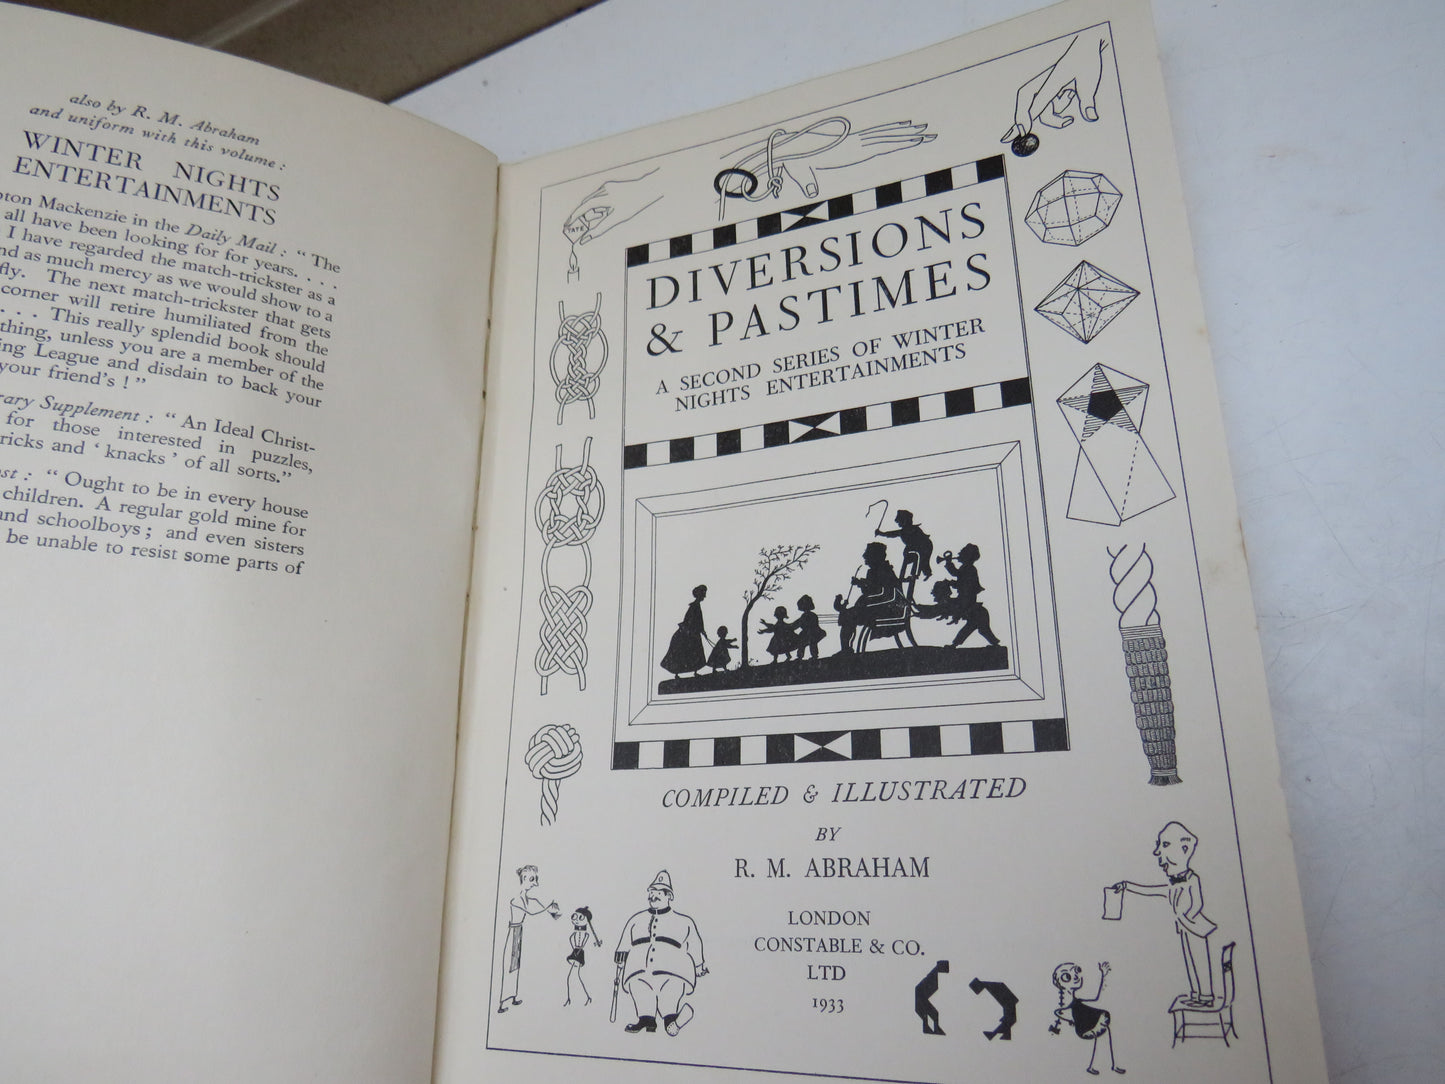 also by R. M. Abraham
and uniform with this volume :
WINTER NIGHTS
ENTERTAINMENTS
Mackenzie in the Daily Mail : " The
all have been looking for for years. . . .
I have regarded the match-trickster as a
as much mercy as we would show to a
fly. The next match-trickster that gets
corner will retire humiliated from the
. . . This really splendid book should
thing, unless you are a member of the
League and disdain to back your
your friend's ! "
Supplement : " An Ideal Christ-
for those interested in puzzles,
tricks and ' knacks ' of all sorts."
: " Ought to be in every house
children. A regular gold mine for
and schoolboys ; and even sisters
be unable to resist some parts of
TATE
DIVERSIONS
& PASTIMES
A SECOND SERIES OF WINTER
NIGHTS ENTERTAINMENTS
COMPILED & ILLUSTRATED
BY
R. M. ABRAHAM
LONDON
CONSTABLE & CO.
LTD
1933